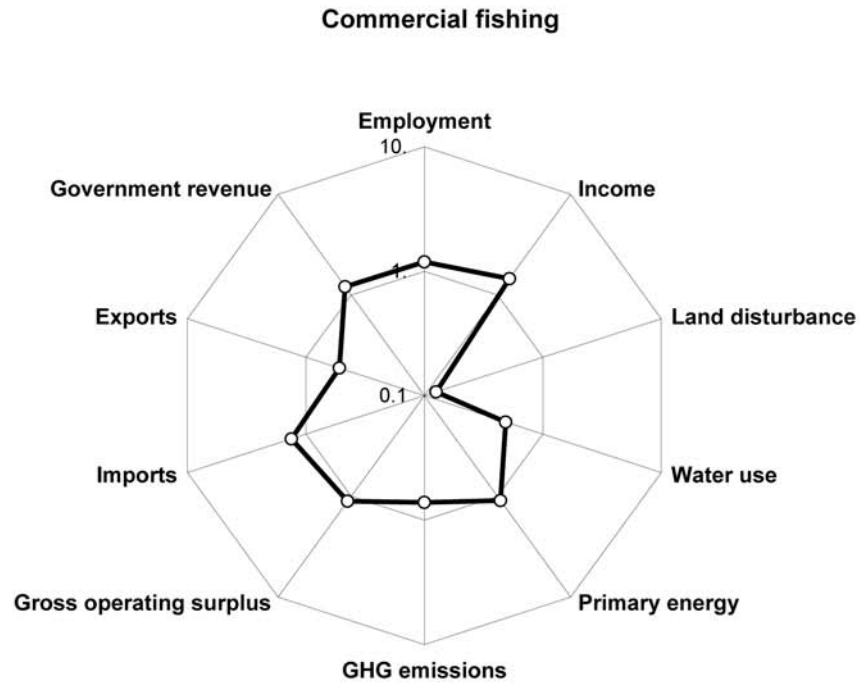 Commercial fishing
Employment
10.
Government revenue
Income
1.
Exports
Land disturbance
0.1
Imports
Water use
Gross operating surplus
Primary energy
GHG emissions